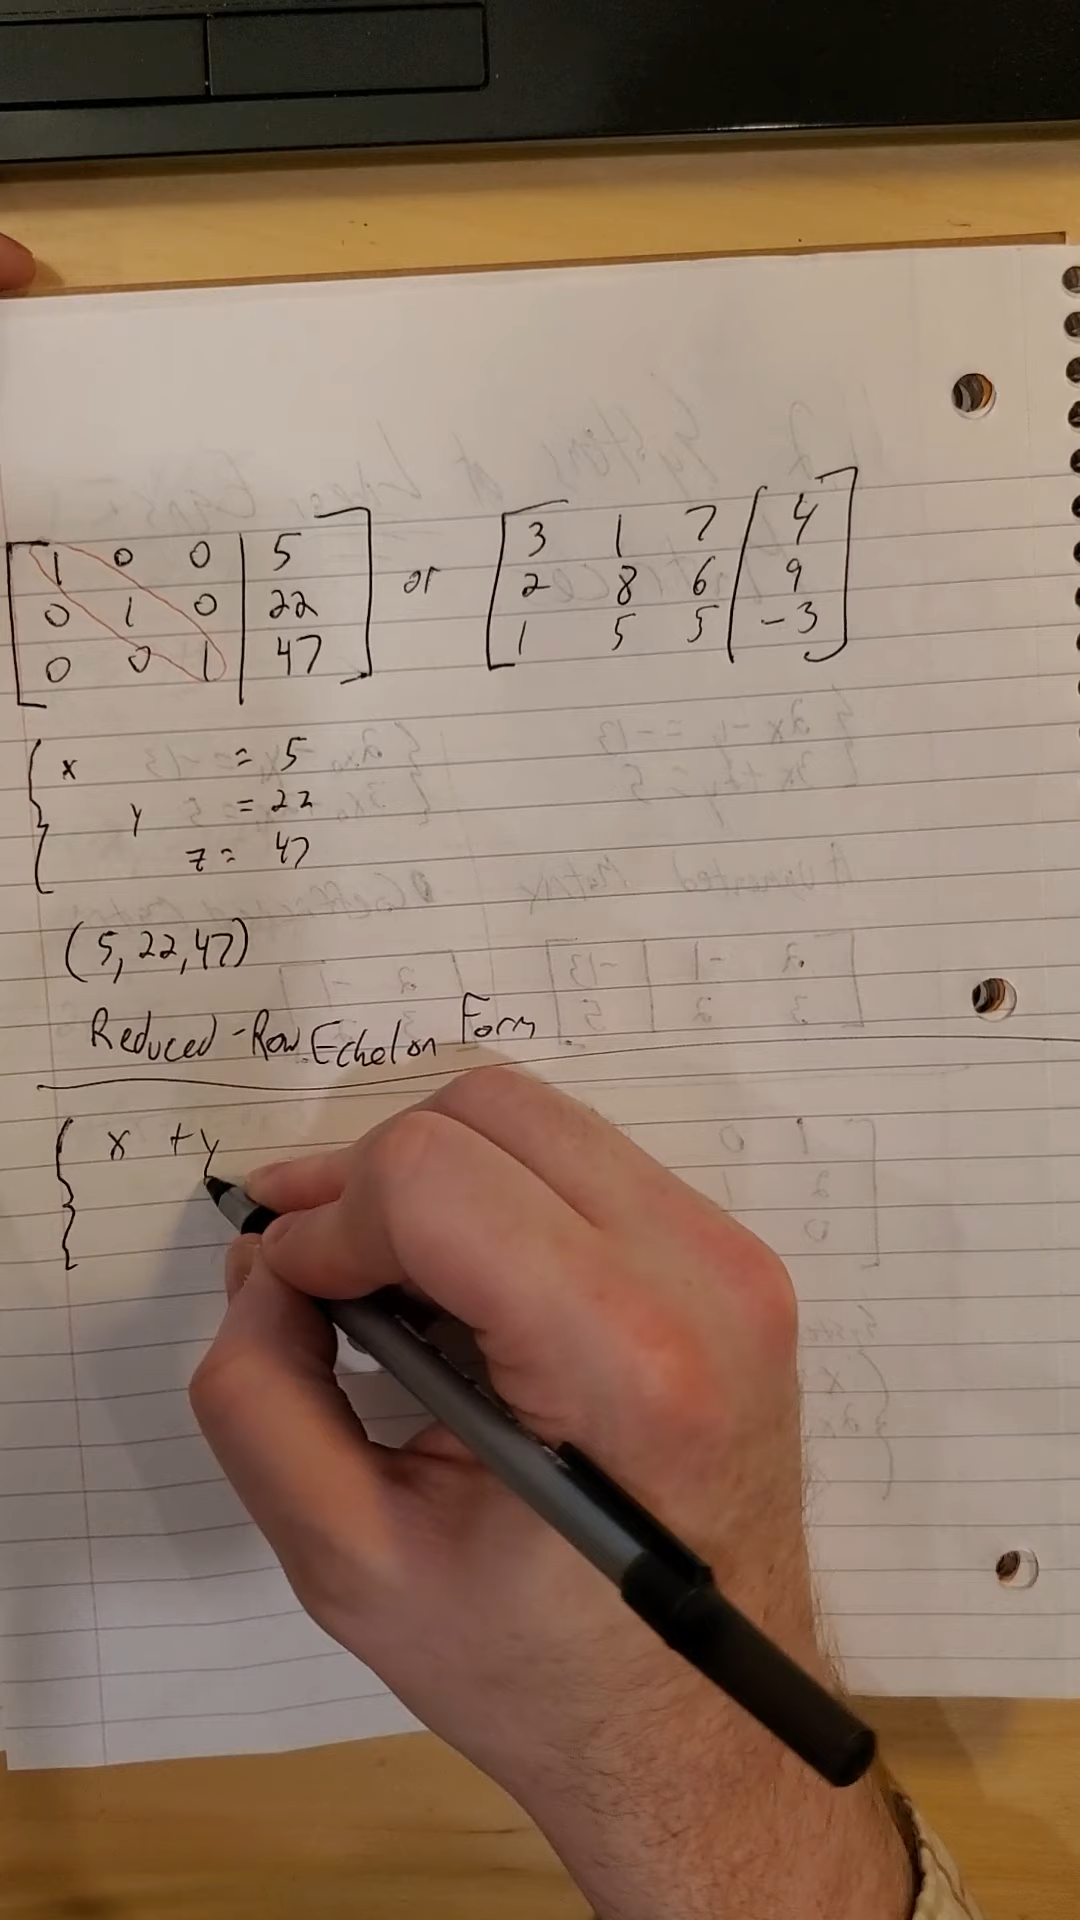 1 0 0 | 5 or 3 1 7 | 4
0 1 0 | 22 2 8 6 | 9
0 0 1 | 47 1 5 5 | -3
x = 5
y = 22
z = 47
(5, 22, 47)
Reduced-Row Echelon Form
x + y